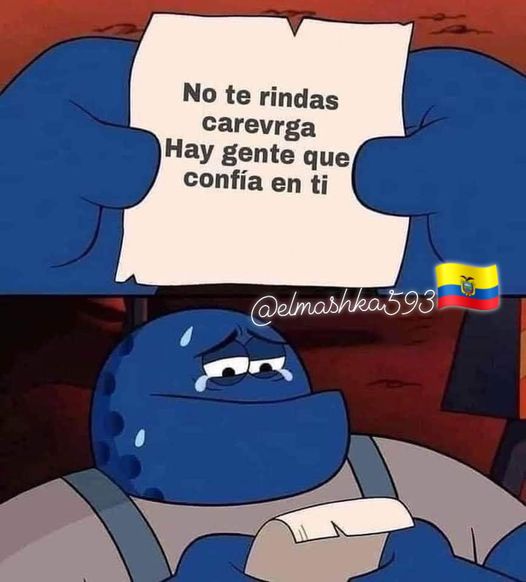 No te rindas
carevrga
Hay gente que
confía en ti
@elmashka593